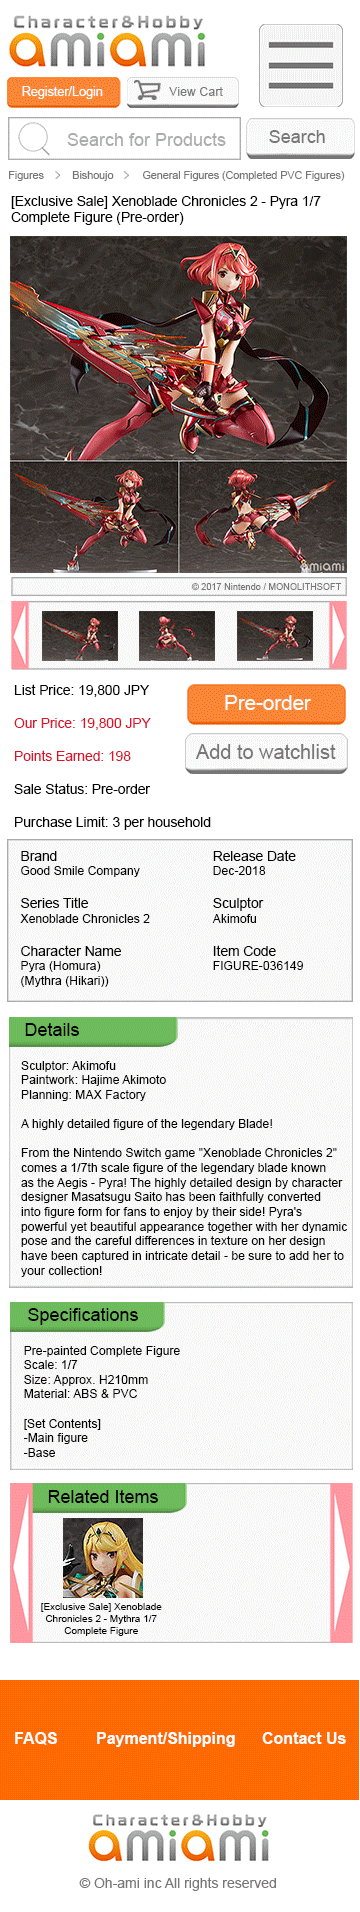 Character&Hobby
amiami
Register/Login
View Cart
Search for Products
Search
Figures > Bishoujo > General Figures (Completed PVC Figures)
[Exclusive Sale] Xenoblade Chronicles 2 - Pyra 1/7
Complete Figure (Pre-order)
amiami
© 2017 Nintendo / MONOLITHSOFT
List Price: 19,800 JPY
Pre-order
Our Price: 19,800 JPY
Add to watchlist
Points Earned: 198
Sale Status: Pre-order
Purchase Limit: 3 per household
Brand
Good Smile Company
Release Date
Dec-2018
Series Title
Xenoblade Chronicles 2
Sculptor
Akimofu
Character Name
Pyra (Homura)
(Mythra (Hikari))
Item Code
FIGURE-036149
Details
Sculptor: Akimofu
Paintwork: Hajime Akimoto
Planning: MAX Factory
A highly detailed figure of the legendary Blade!
From the Nintendo Switch game "Xenoblade Chronicles 2"
comes a 1/7th scale figure of the legendary blade known
as the Aegis - Pyra! The highly detailed design by character
designer Masatsugu Saito has been faithfully converted
into figure form for fans to enjoy by their side! Pyra's
powerful yet beautiful appearance together with her dynamic
pose and the careful differences in texture on her design
have been captured in intricate detail - be sure to add her to
your collection!
Specifications
Pre-painted Complete Figure
Scale: 1/7
Size: Approx. H210mm
Material: ABS & PVC
[Set Contents]
-Main figure
-Base
Related Items
[Exclusive Sale] Xenoblade
Chronicles 2 - Mythra 1/7
Complete Figure
FAQS
Payment/Shipping
Contact Us
Character&Hobby
amiami
© Oh-ami inc All rights reserved